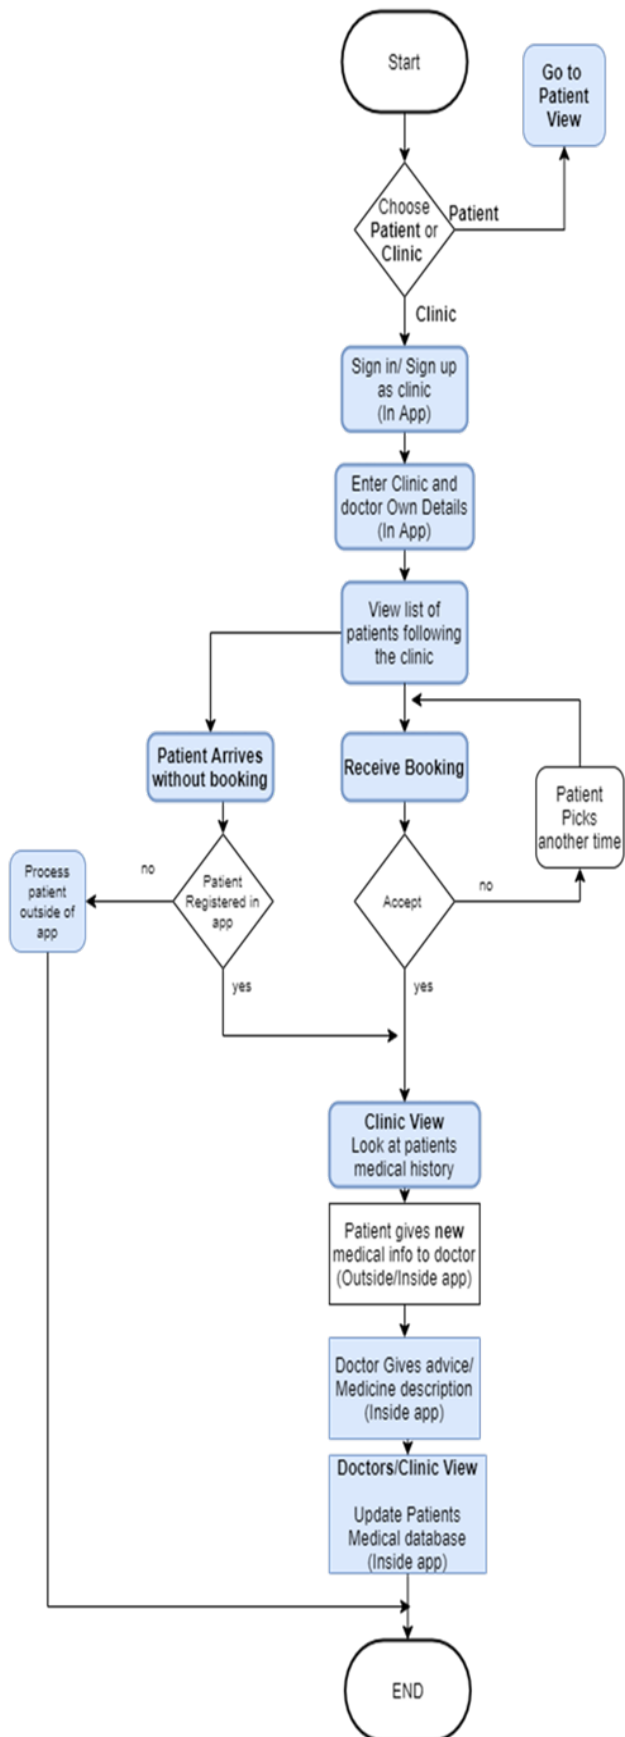 Start
Go to
Patient
View
Choose
Patient or
Clinic
Patient
Clinic
Sign in/ Sign up
as clinic
(In App)
Enter Clinic and
doctor Own Details
(In App)
View list of
patients following
the clinic
Patient Arrives
without booking
Receive Booking
Patient
Picks
another time
Process
patient
outside of
app
no
Patient
Registered in
app
Accept
no
yes
yes
Clinic View
Look at patients
medical history
Patient gives new
medical info to doctor
(Outside/Inside app)
Doctor Gives advice/
Medicine description
(Inside app)
Doctors/Clinic View
Update Patients
Medical database
(Inside app)
END